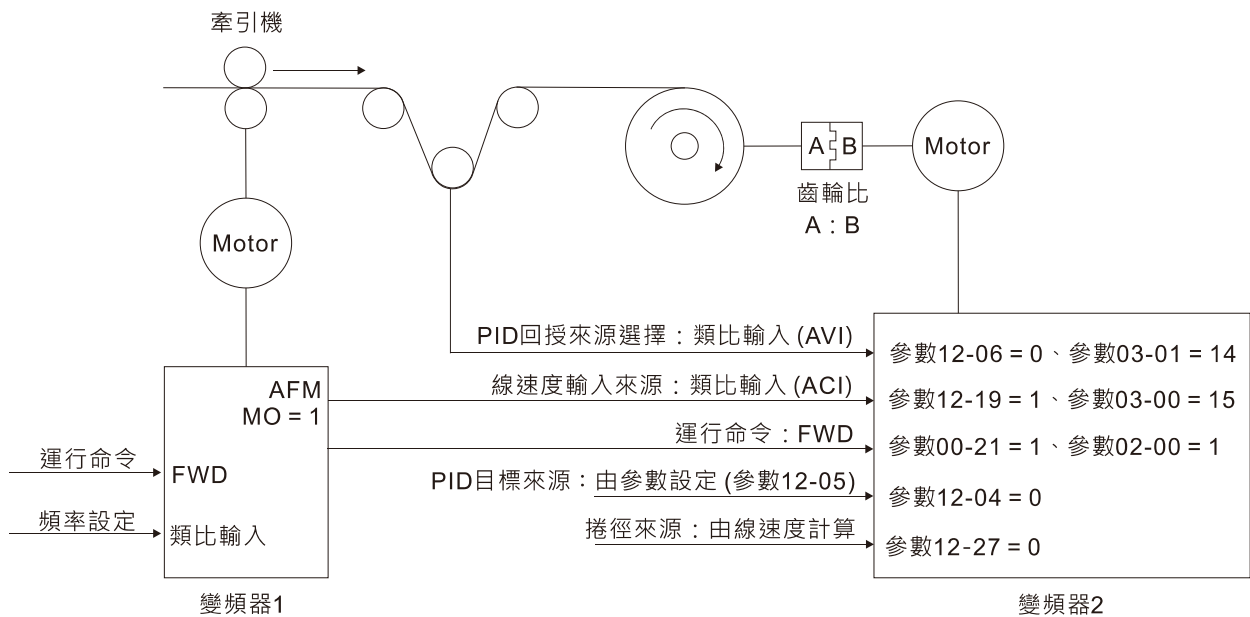 牽引機
Motor
A B
齒輪比
A：B
Motor
PID回授來源選擇：類比輸入 (AVI)
線速度輸入來源：類比輸入 (ACI)
運行命令：FWD
PID目標來源：由參數設定 (參數12-05)
捲徑來源：由線速度計算
運行命令
頻率設定
AFM
MO = 1
FWD
類比輸入
變頻器1
參數12-06 = 0、參數03-01 = 14
參數12-19 = 1、參數03-00 = 15
參數00-21 = 1、參數02-00 = 1
參數12-04 = 0
參數12-27 = 0
變頻器2